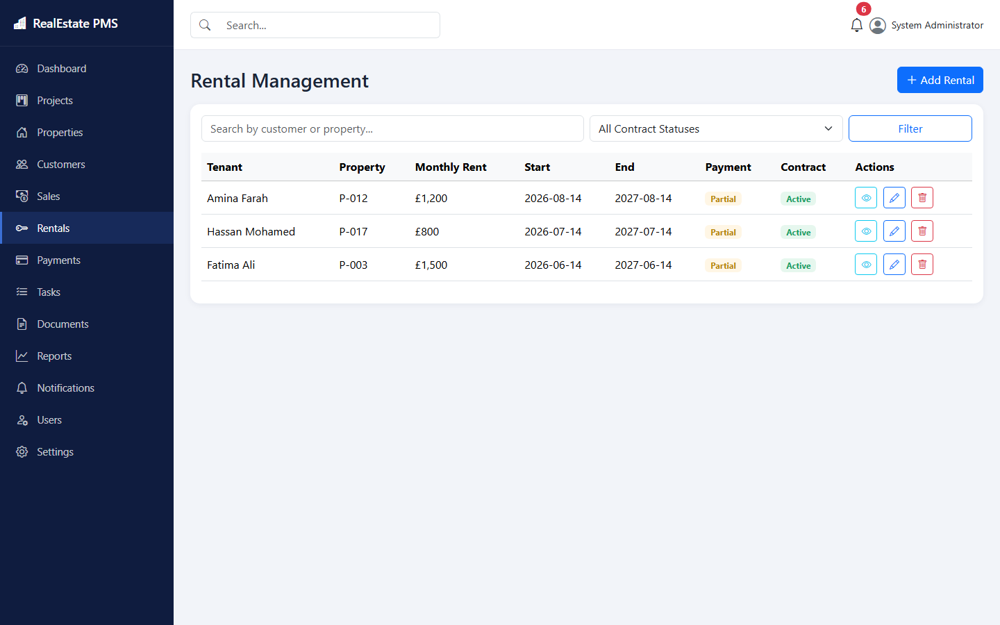 RealEstate PMS
Search...
6
System Administrator
Dashboard
Projects
Properties
Customers
Sales
Rentals
Payments
Tasks
Documents
Reports
Notifications
Users
Settings
Rental Management
+ Add Rental
Search by customer or property...
All Contract Statuses
Filter
Tenant Property Monthly Rent Start End Payment Contract Actions
Amina Farah P-012 £1,200 2026-08-14 2027-08-14 Partial Active
Hassan Mohamed P-017 £800 2026-07-14 2027-07-14 Partial Active
Fatima Ali P-003 £1,500 2026-06-14 2027-06-14 Partial Active